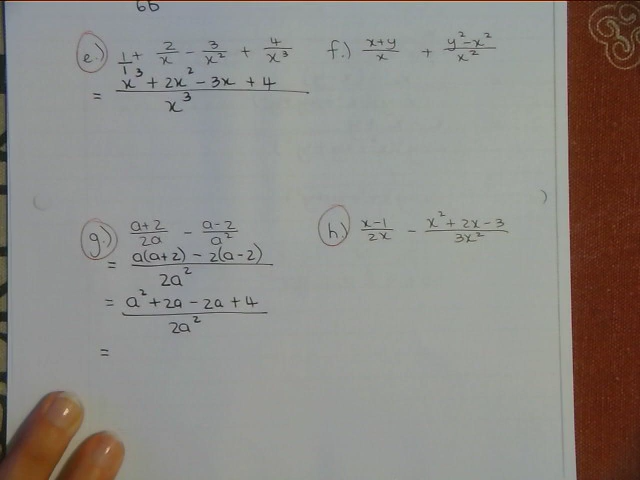 6b
e.) 1/1 + 2/x - 3/x² + 4/x³
= (x³ + 2x² - 3x + 4)/x³
f.) (x+y)/x + (y²-x²)/x²
g.) (a+2)/2a - (a-2)/a²
= (a(a+2) - 2(a-2))/2a²
= (a² + 2a - 2a + 4)/2a²
=
h.) (x-1)/2x - (x² + 2x - 3)/3x²